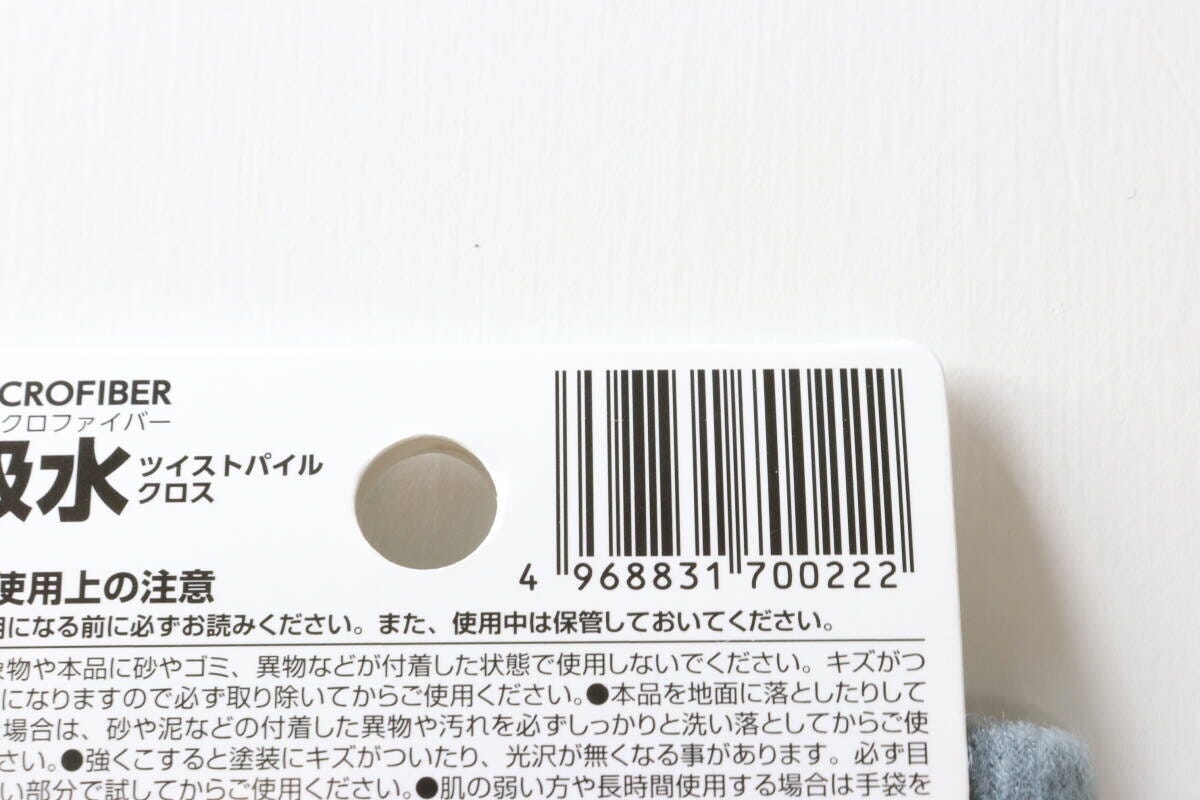 CROFIBER
クロファイバー
吸水 ツイストパイル
クロス
4 968831 700222
使用上の注意
用になる前に必ずお読みください。また、使用中は保管しておいてください。
物や本品に砂やゴミ、異物などが付着した状態で使用しないでください。キズがつ
になりますので必ず取り除いてからご使用ください。●本品を地面に落としたりして
場合は、砂や泥などの付着した異物や汚れを必ずしっかりと洗い落としてからご使
さい。●強くこすると塗装にキズがついたり、光沢が無くなる事があります。必ず目
い部分で試してからご使用ください。●肌の弱い方や長時間使用する場合は手袋を